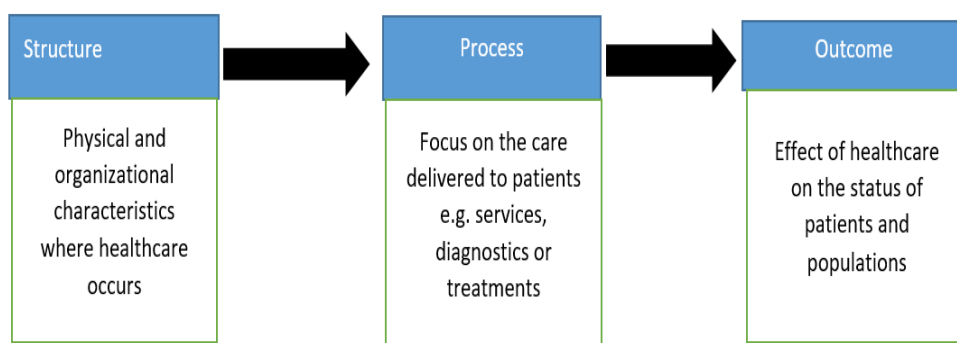 Structure
Physical and
organizational
characteristics
where healthcare
occurs
Process
Focus on the care
delivered to patients
e.g. services,
diagnostics or
treatments
Outcome
Effect of healthcare
on the status of
patients and
populations